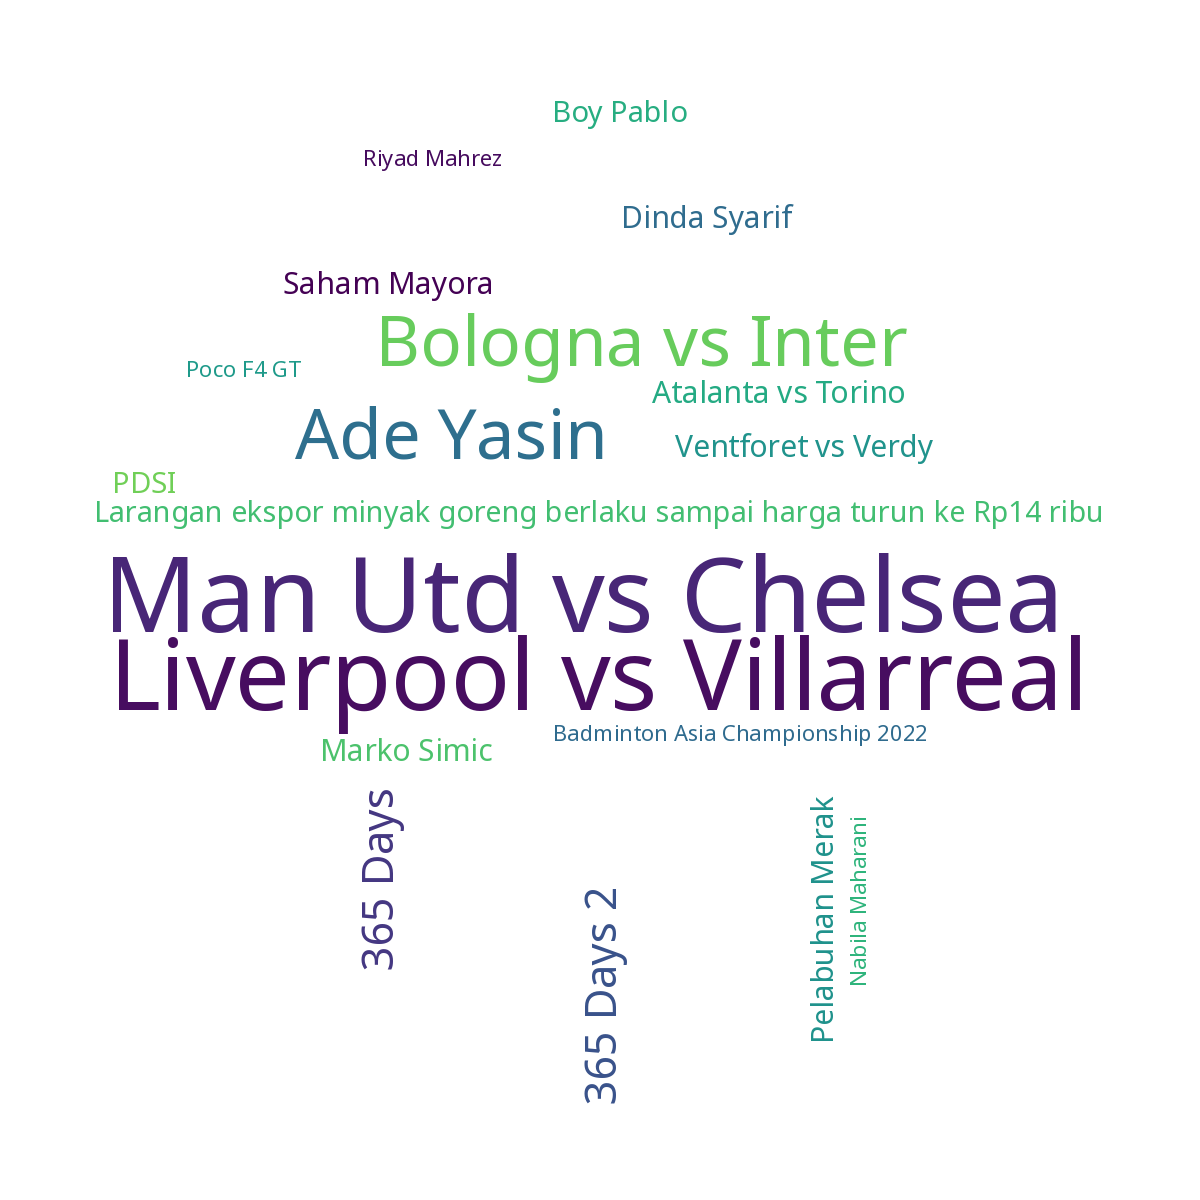 Boy Pablo
Riyad Mahrez
Dinda Syarif
Saham Mayora
Bologna vs Inter
Poco F4 GT
Atalanta vs Torino
Ade Yasin
Ventforet vs Verdy
PDSI
Larangan ekspor minyak goreng berlaku sampai harga turun ke Rp14 ribu
Man Utd vs Chelsea
Liverpool vs Villarreal
Badminton Asia Championship 2022
Marko Simic
365 Days
365 Days 2
Pelabuhan Merak
Nabila Maharani